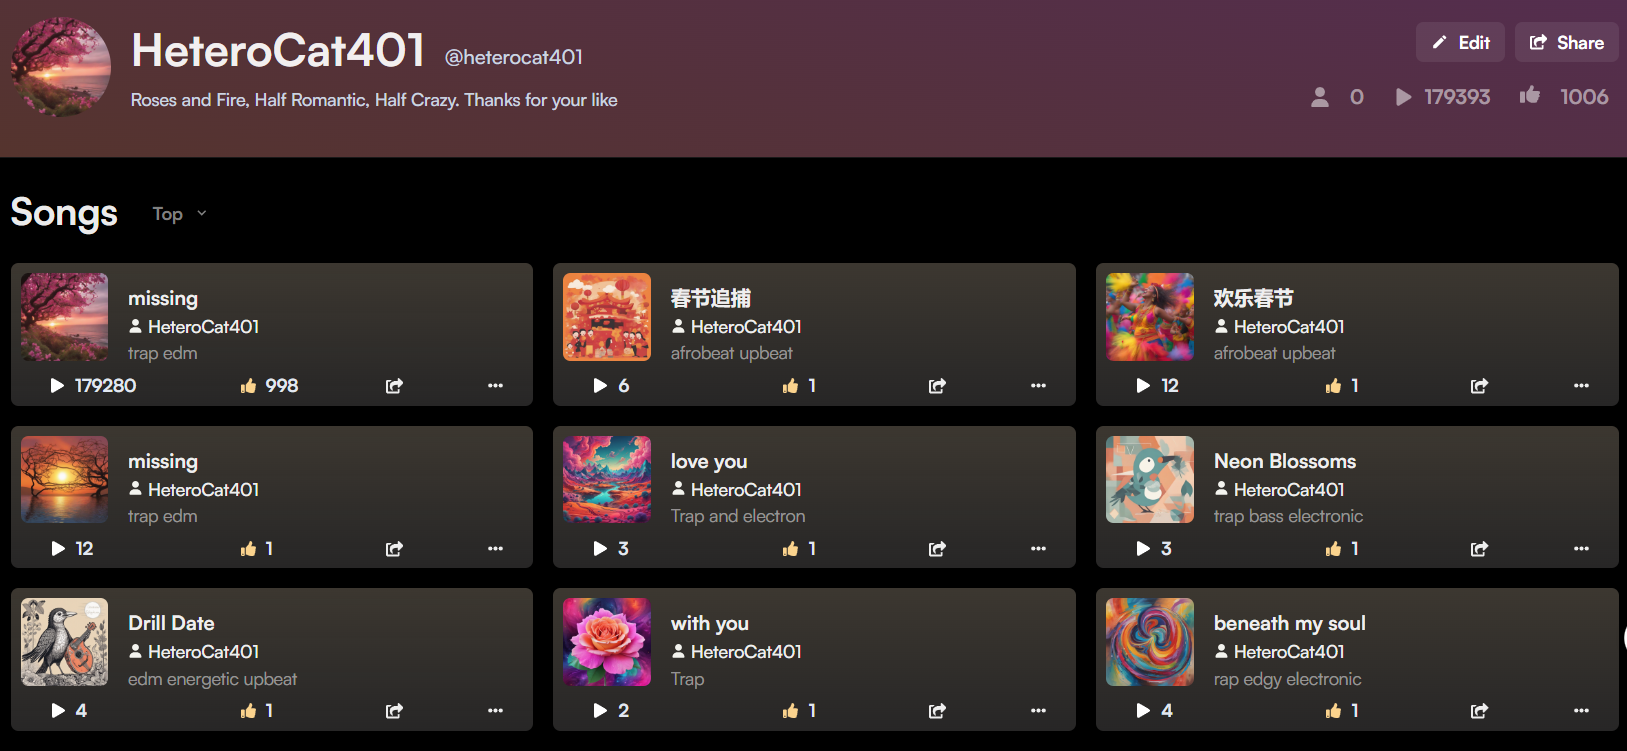 HeteroCat401 @heterocat401
Edit Share
Roses and Fire, Half Romantic, Half Crazy. Thanks for your like
0 179393 1006
Songs Top
missing
HeteroCat401
trap edm
179280 998
春节追捕
HeteroCat401
afrobeat upbeat
6 1
欢乐春节
HeteroCat401
afrobeat upbeat
12 1
missing
HeteroCat401
trap edm
12 1
love you
HeteroCat401
Trap and electron
3 1
Neon Blossoms
HeteroCat401
trap bass electronic
3 1
Drill Date
HeteroCat401
edm energetic upbeat
4 1
with you
HeteroCat401
Trap
2 1
beneath my soul
HeteroCat401
rap edgy electronic
4 1